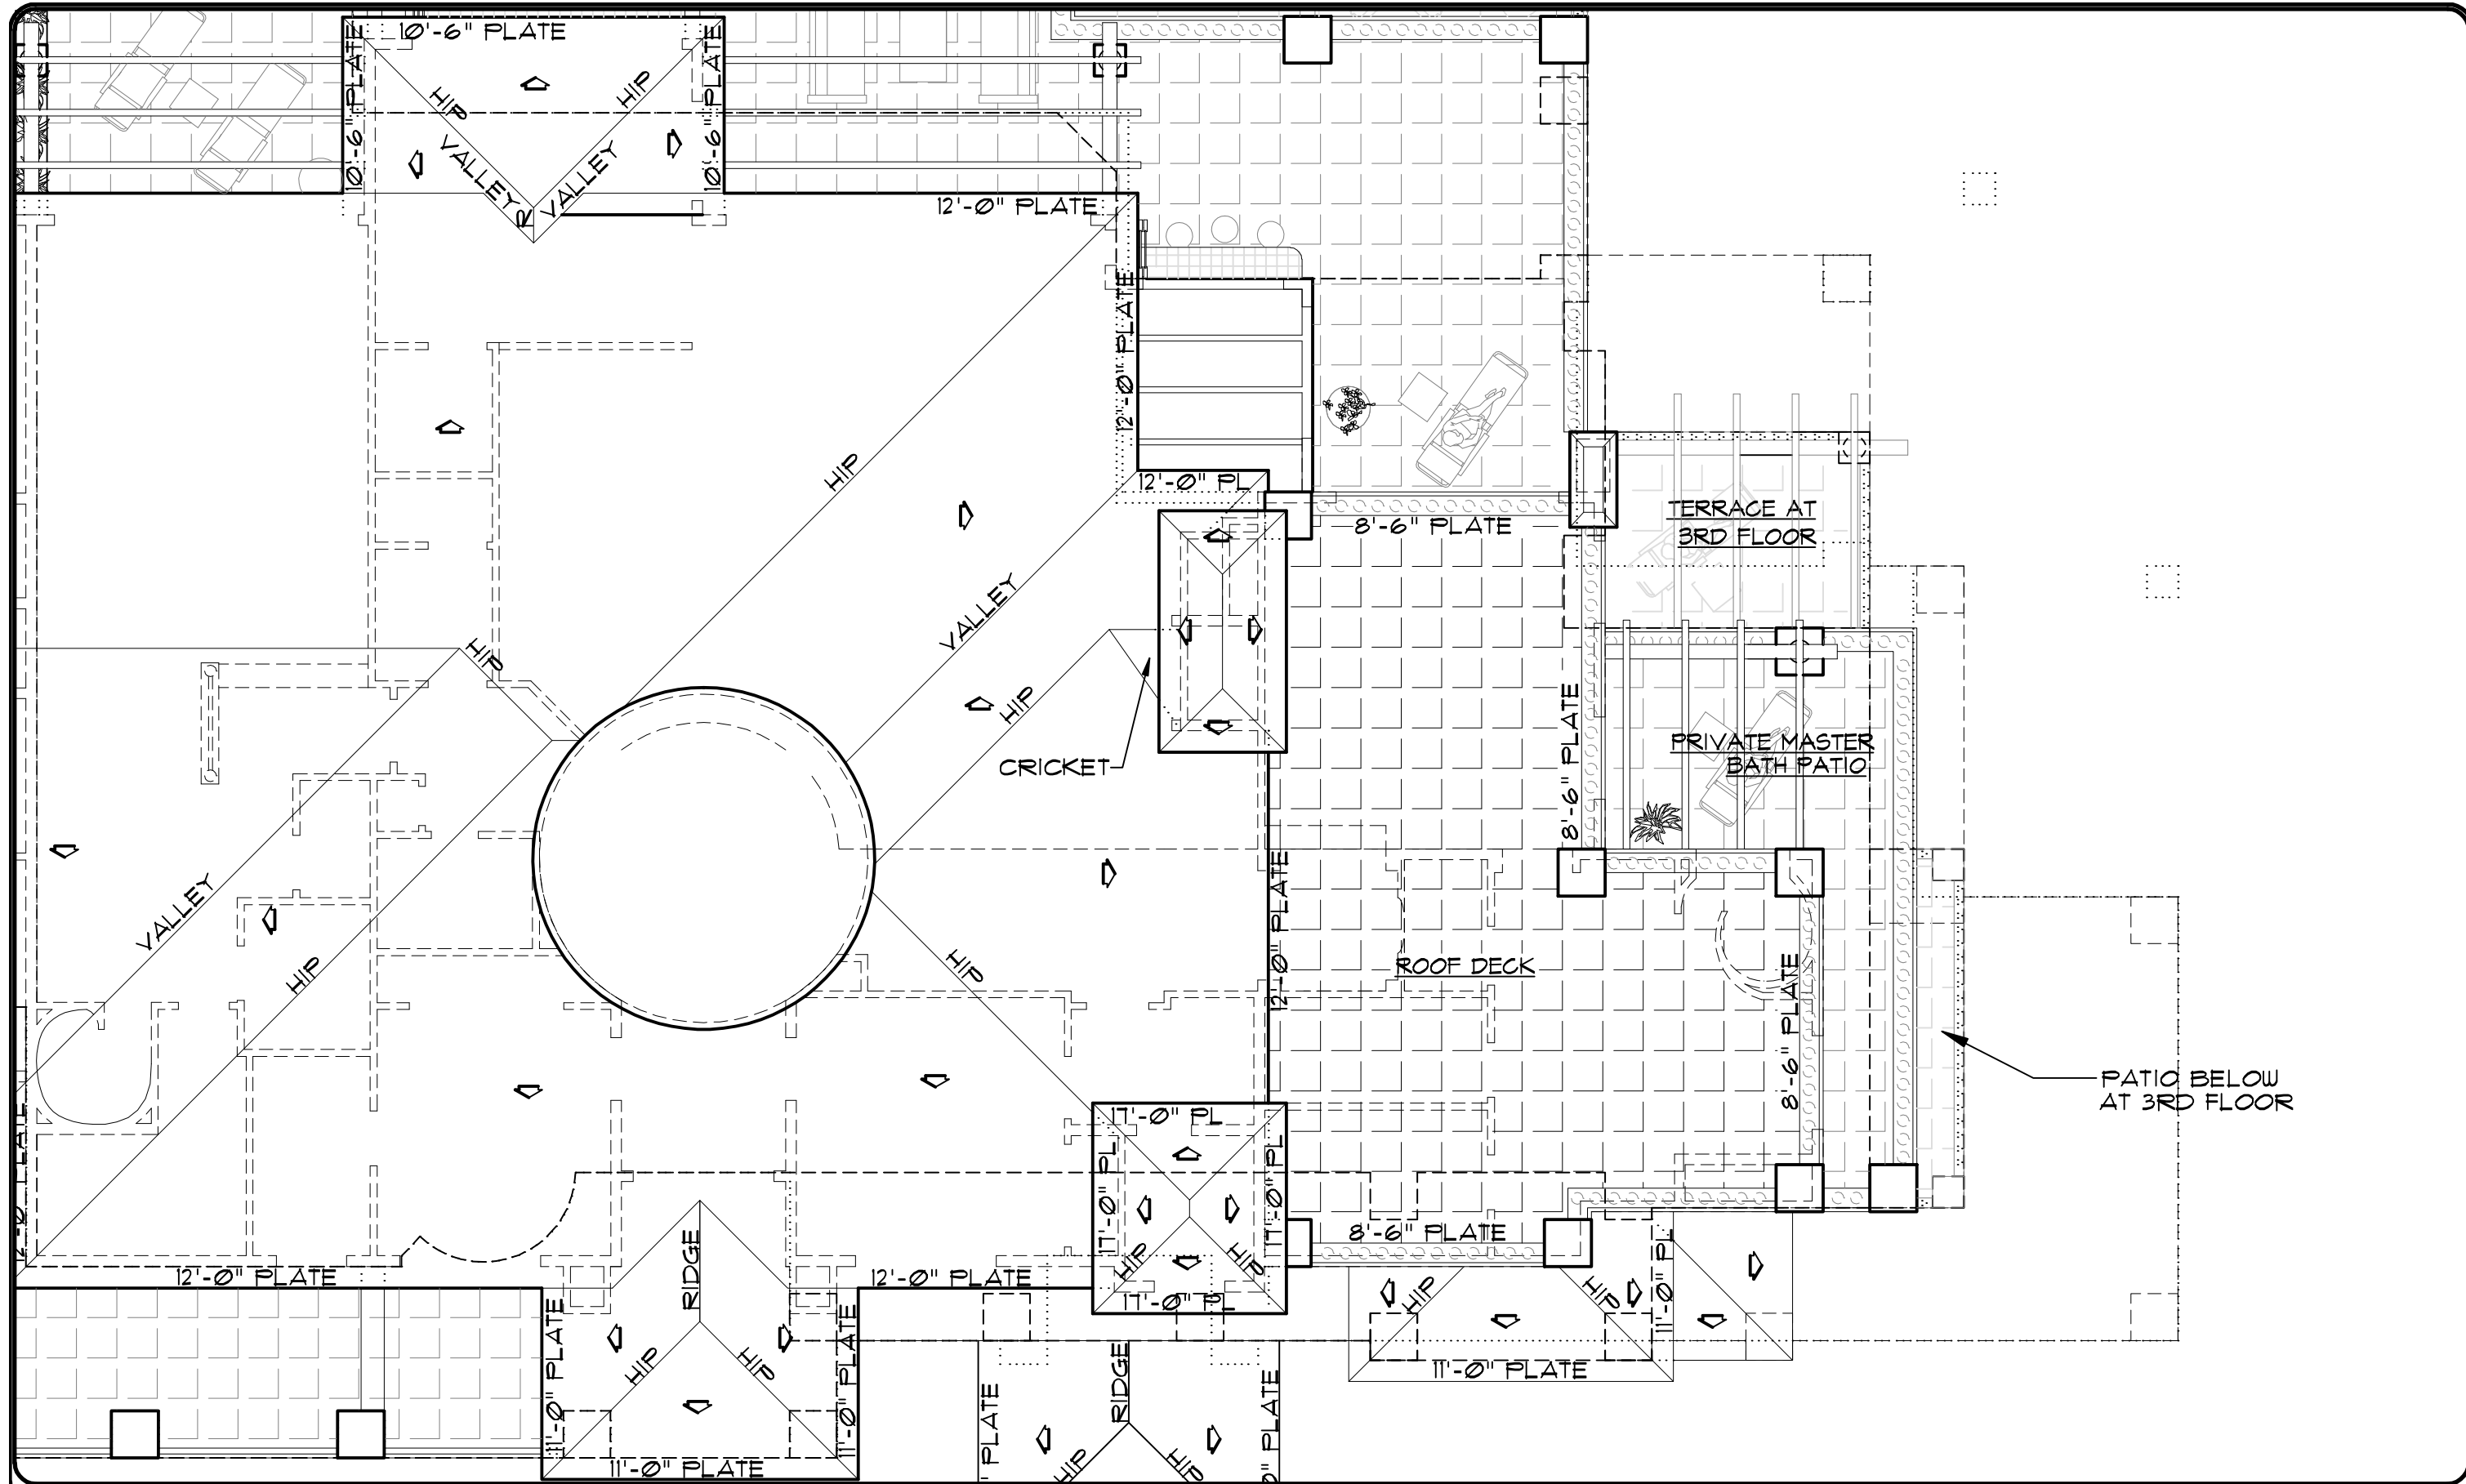 10'-6" PLATE
10'-6" PLATE
10'-6" PLATE
HIP
HIP
VALLEY
VALLEY
R
12'-0" PLATE
12'-0" PLATE
HIP
12'-0" PL
8'-6" PLATE
TERRACE AT
3RD FLOOR
VALLEY
HIP
HIP
CRICKET
8'-6" PLATE
PRIVATE MASTER
BATH PATIO
VALLEY
HIP
HIP
12'-0" PLATE
ROOF DECK
8'-6" PLATE
PATIO BELOW
AT 3RD FLOOR
17'-0" PL
17'-0" PL
17'-0" PL
HIP
HIP
17'-0" PL
PLATE
12'-0" PLATE
12'-0" PLATE
RIDGE
HIP
HIP
11'-0" PLATE
11'-0" PLATE
11'-0" PLATE
8'-6" PLATE
HIP
HIP
11'-0" PL
11'-0" PLATE
RIDGE
PLATE
PLATE
HIP
HIP